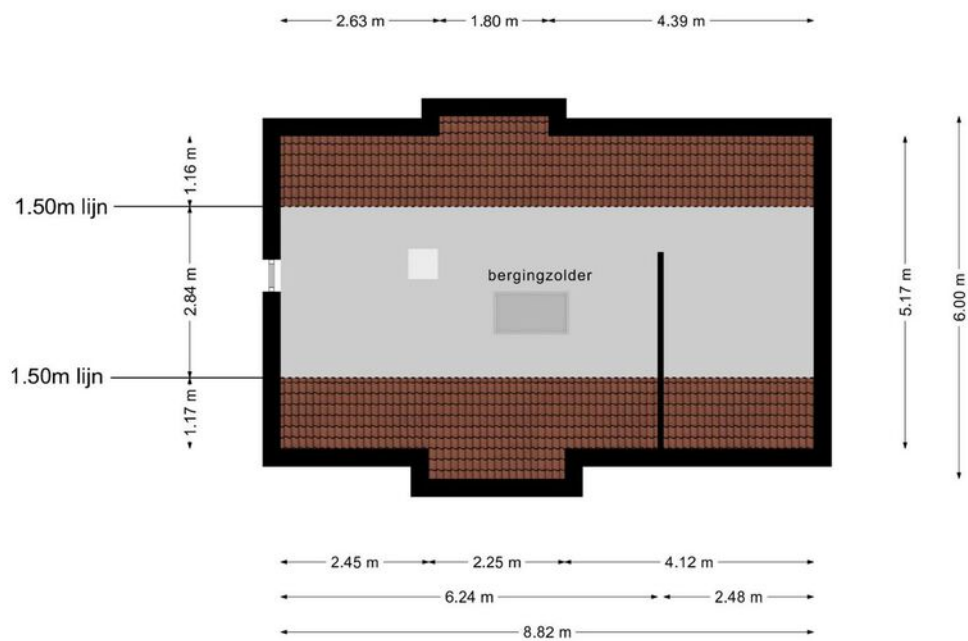 2.63 m 1.80 m 4.39 m
1.16 m
1.50m lijn
2.84 m
bergingzolder
5.17 m
6.00 m
1.50m lijn
1.17 m
2.45 m 2.25 m 4.12 m
6.24 m 2.48 m
8.82 m